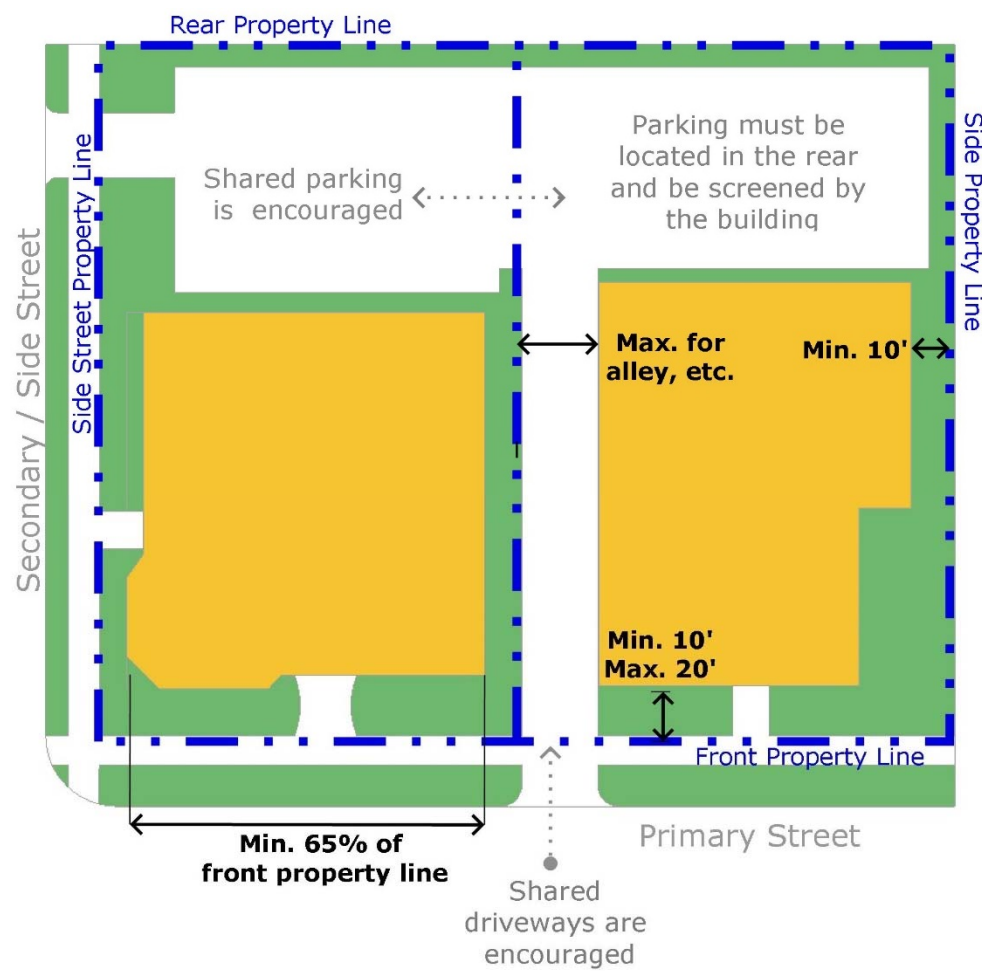 Rear Property Line
Parking must be
located in the rear
and be screened by
the building
Shared parking
is encouraged
Side Property Line
Side Street Property Line
Secondary / Side Street
Max. for
alley, etc.
Min. 10'
Min. 10'
Max. 20'
Front Property Line
Primary Street
Min. 65% of
front property line
Shared
driveways are
encouraged